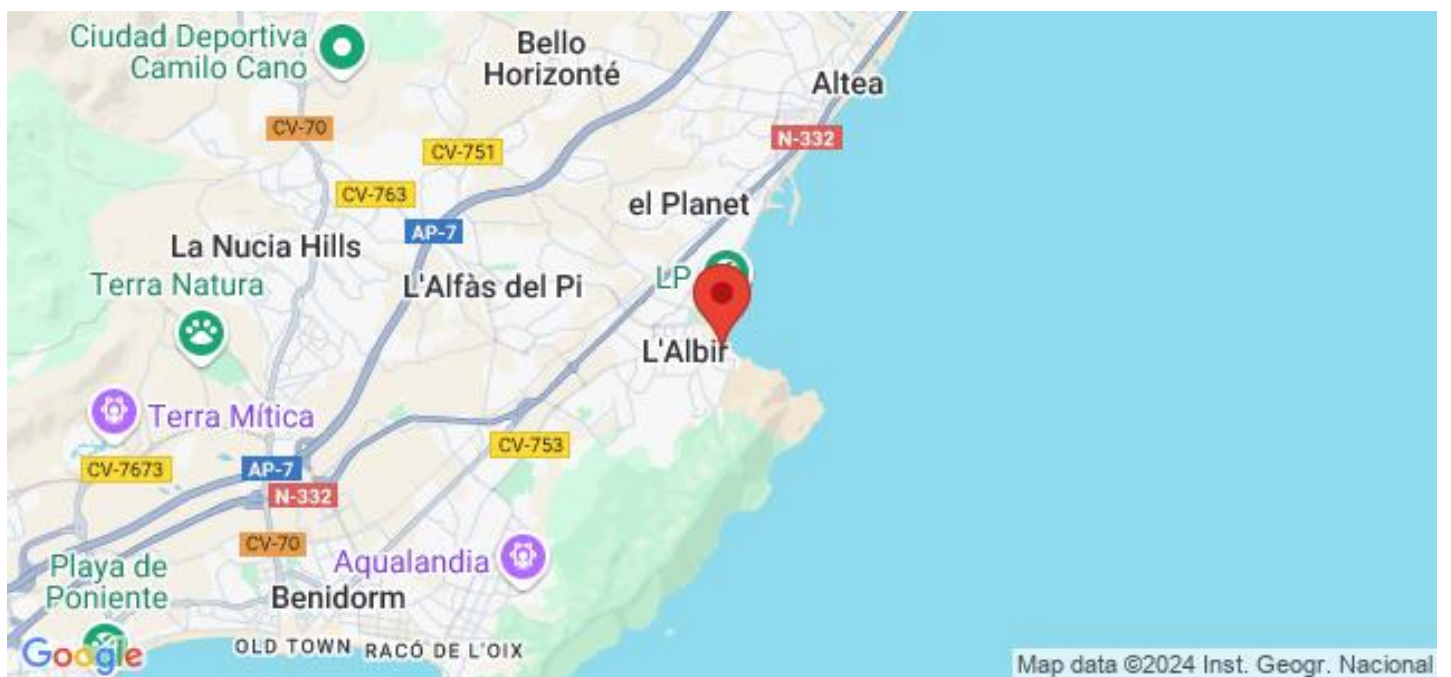 Ciudad Deportiva
Camilo Cano
Bello
Horizonté
Altea
CV-70
N-332
CV-751
CV-763
el Planet
AP-7
La Nucia Hills
LP
Terra Natura
L'Alfàs del Pi
L'Albir
Terra Mítica
CV-753
CV-7673
AP-7
N-332
CV-70
Aqualandia
Playa de
Poniente
Benidorm
OLD TOWN
RACÓ DE L'OIX
Google
Map data ©2024 Inst. Geogr. Nacional